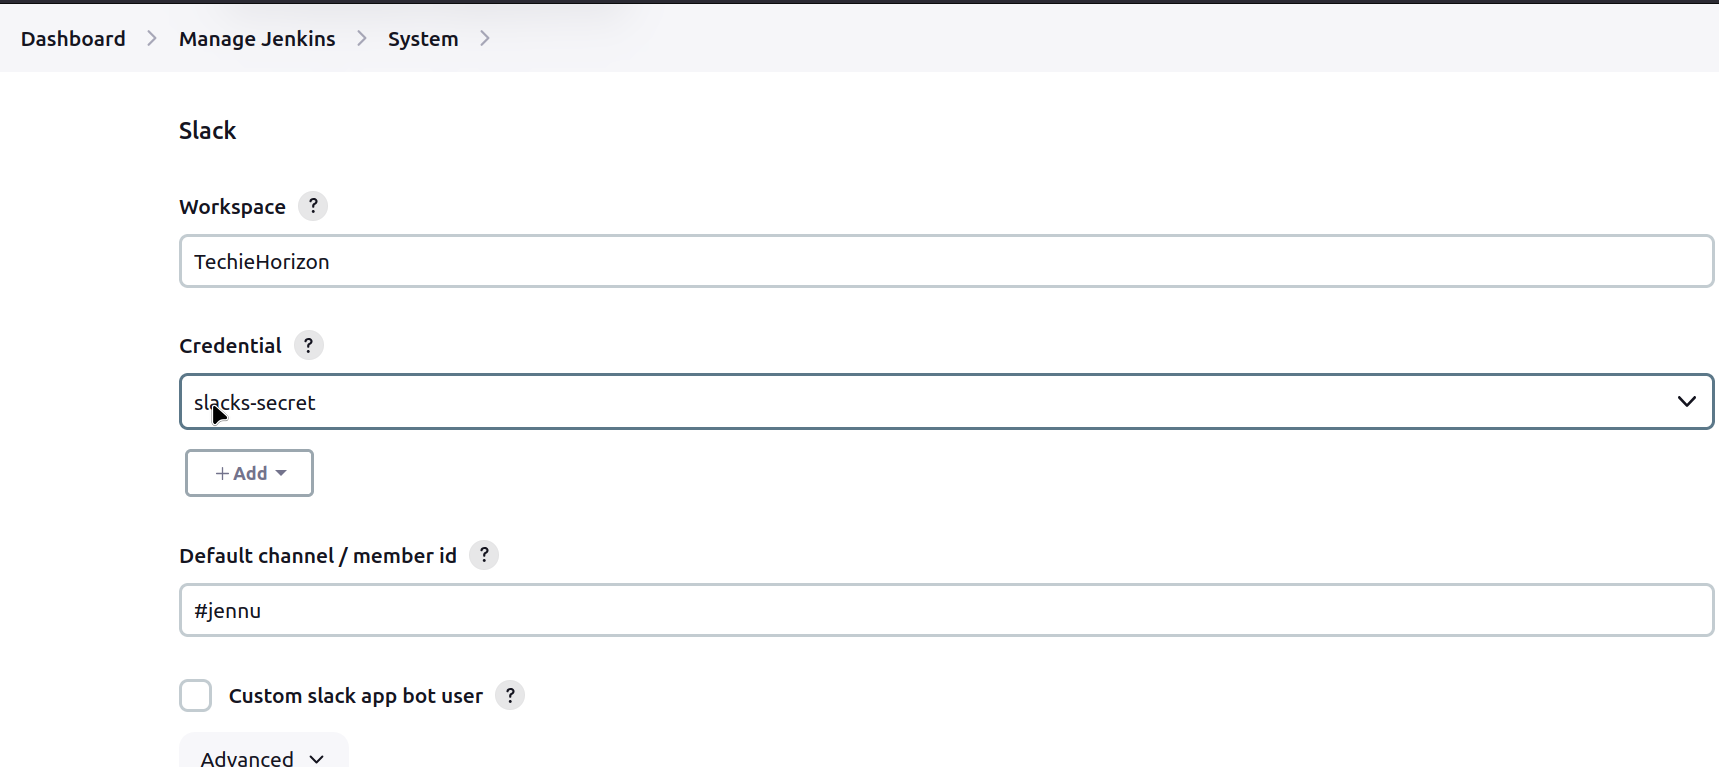 Dashboard > Manage Jenkins > System >
Slack
Workspace ?
TechieHorizon
Credential ?
slacks-secret
+ Add
Default channel / member id ?
#jennu
Custom slack app bot user ?
Advanced